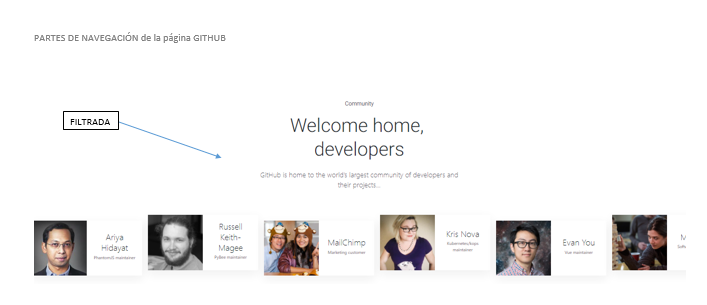 PARTES DE NAVEGACIÓN de la página GITHUB
Community
FILTRADA
Welcome home,
developers
GitHub is home to the world's largest community of developers and
their projects...
Ariya
Hidayat
PhantomJS maintainer
Russell
Keith-
Magee
PyBee maintainer
MailChimp
Marketing customer
Kris Nova
Kubernetes/kops
maintainer
Evan You
Vue maintainer
M
Softw